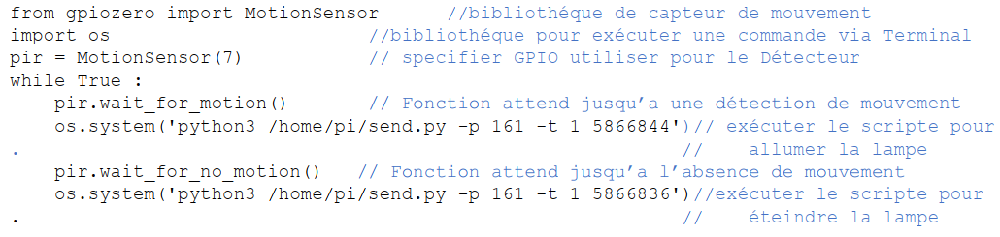 from gpiozero import MotionSensor //bibliothéque de capteur de mouvement
import os //bibliothéque pour exécuter une commande via Terminal
pir = MotionSensor(7) // specifier GPIO utiliser pour le Détecteur
while True :
pir.wait_for_motion() // Fonction attend jusqu’a une détection de mouvement
os.system('python3 /home/pi/send.py -p 161 -t 1 5866844')// exécuter le scripte pour
. // allumer la lampe
pir.wait_for_no_motion() // Fonction attend jusqu’a l’absence de mouvement
os.system('python3 /home/pi/send.py -p 161 -t 1 5866836')//exécuter le scripte pour
. // éteindre la lampe